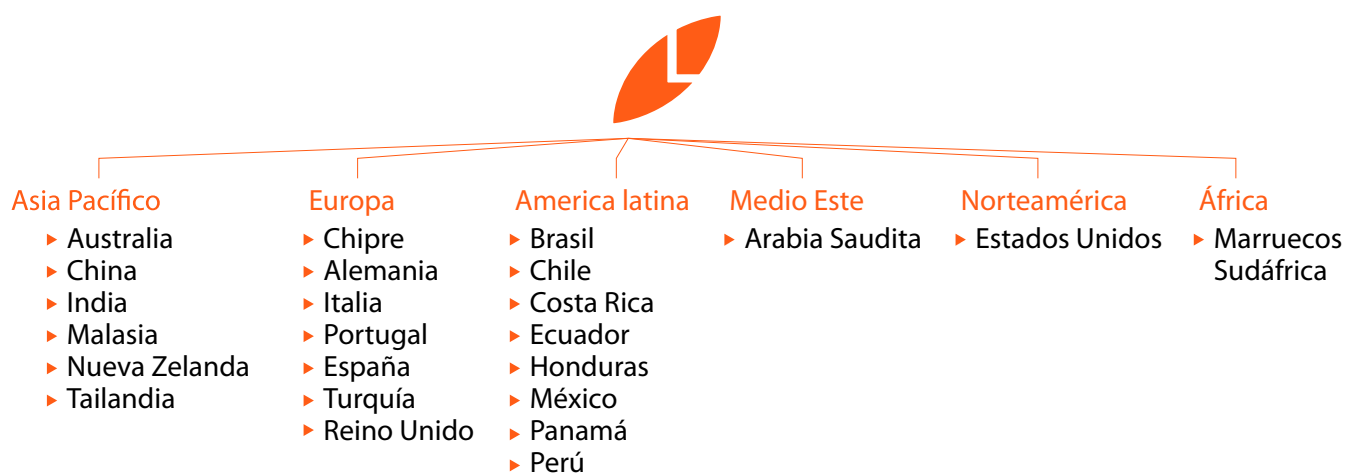 Asia Pacífico
Australia
China
India
Malasia
Nueva Zelanda
Tailandia
Europa
Chipre
Alemania
Italia
Portugal
España
Turquía
Reino Unido
America latina
Brasil
Chile
Costa Rica
Ecuador
Honduras
México
Panamá
Perú
Medio Este
Arabia Saudita
Norteamérica
Estados Unidos
África
Marruecos
Sudáfrica